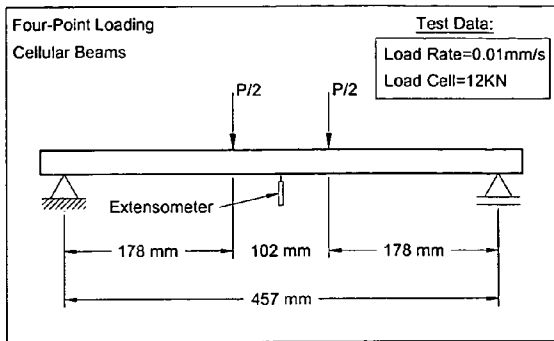 Four-Point Loading
Cellular Beams
Test Data:
Load Rate=0.01mm/s
Load Cell=12KN
P/2
P/2
Extensometer
178 mm
102 mm
178 mm
457 mm